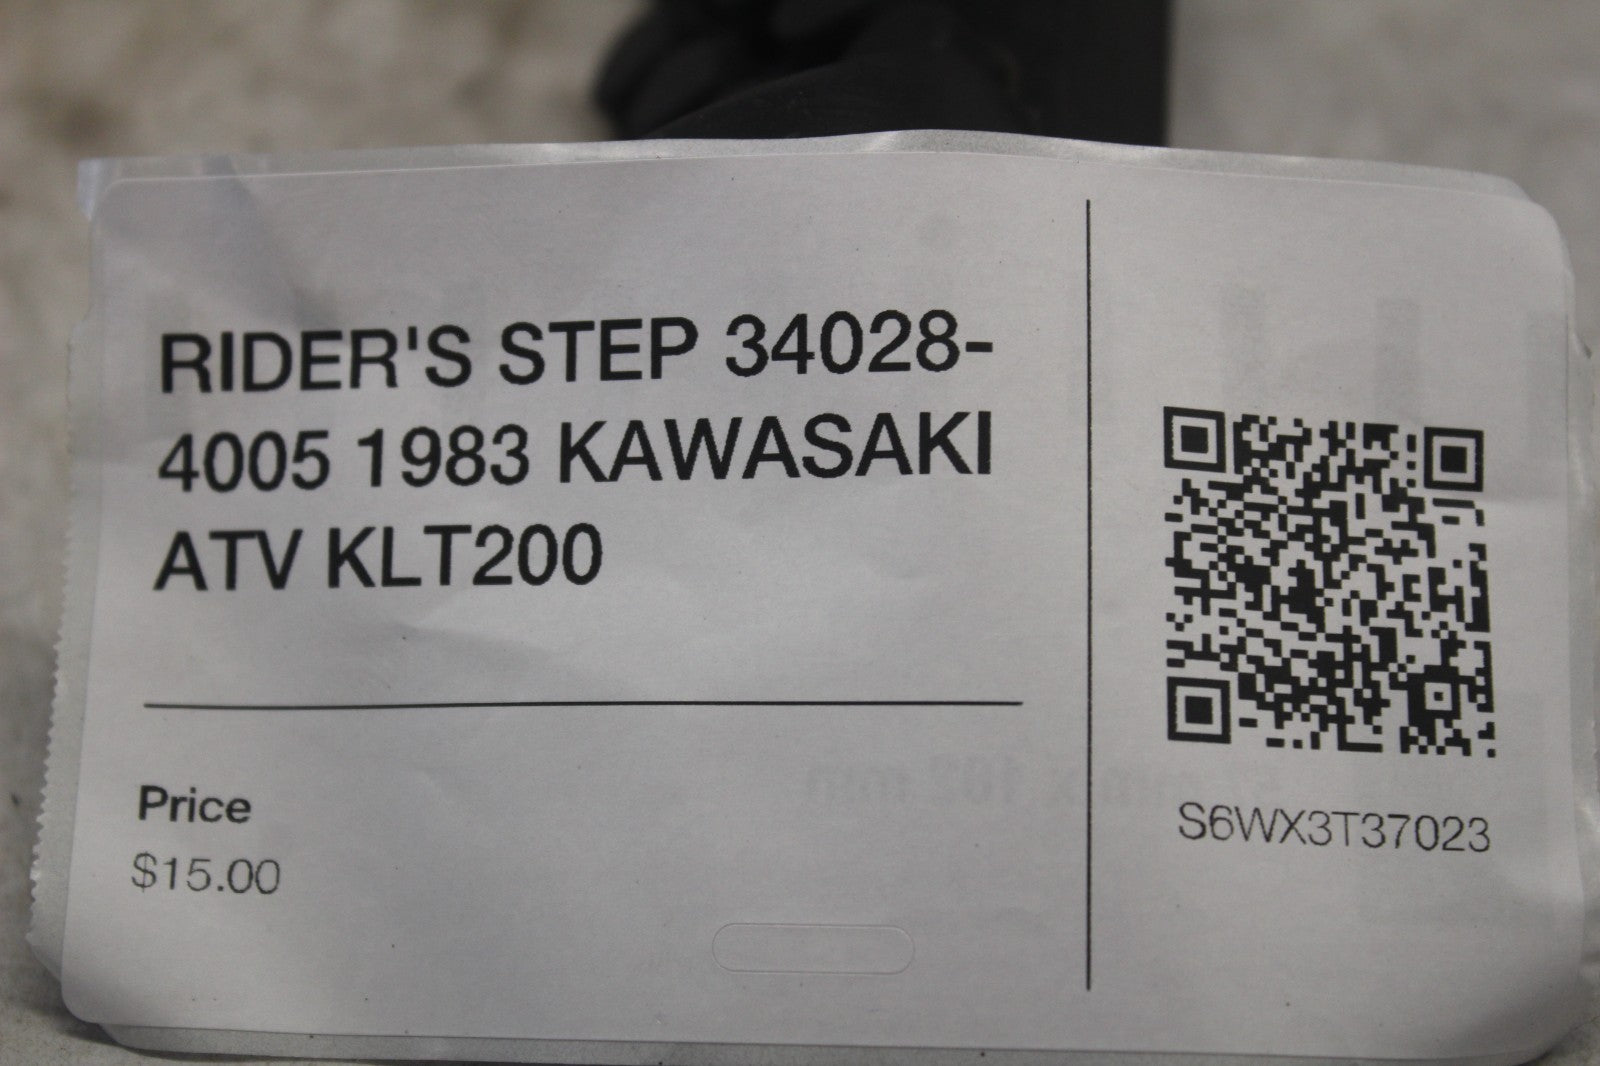 RIDER'S STEP 34028-
4005 1983 KAWASAKI
ATV KLT200
Price
$15.00
S6WX3T37023